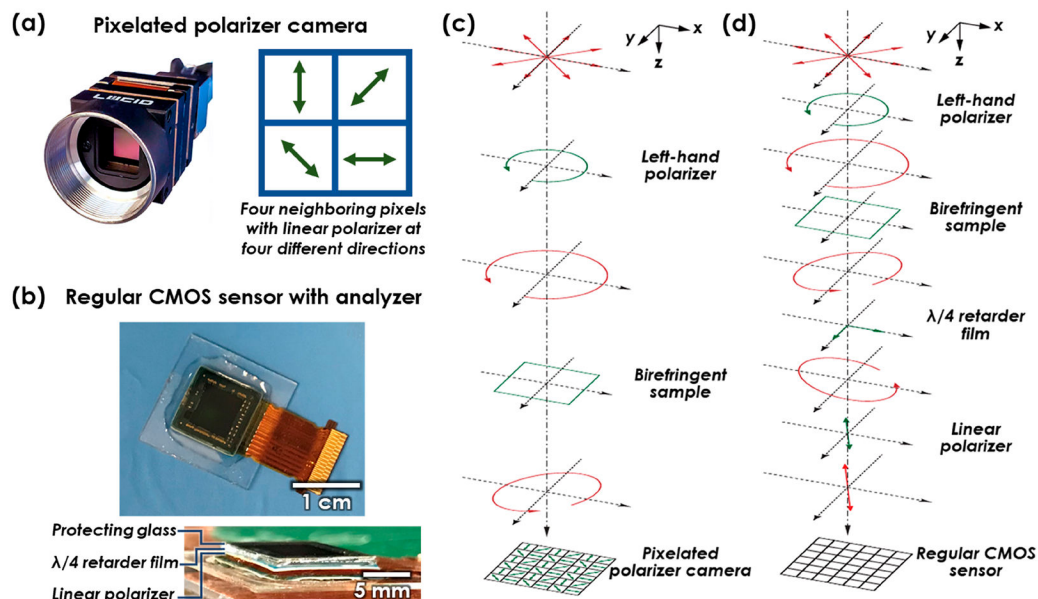 (a) Pixelated polarizer camera
LUCID
Four neighboring pixels
with linear polarizer at
four different directions
(b) Regular CMOS sensor with analyzer
1 cm
Protecting glass
λ/4 retarder film
Linear polarizer
5 mm
(c)
x
y
z
Left-hand
polarizer
Birefringent
sample
Pixelated
polarizer camera
(d)
x
y
z
Left-hand
polarizer
Birefringent
sample
λ/4 retarder
film
Linear
polarizer
Regular CMOS
sensor